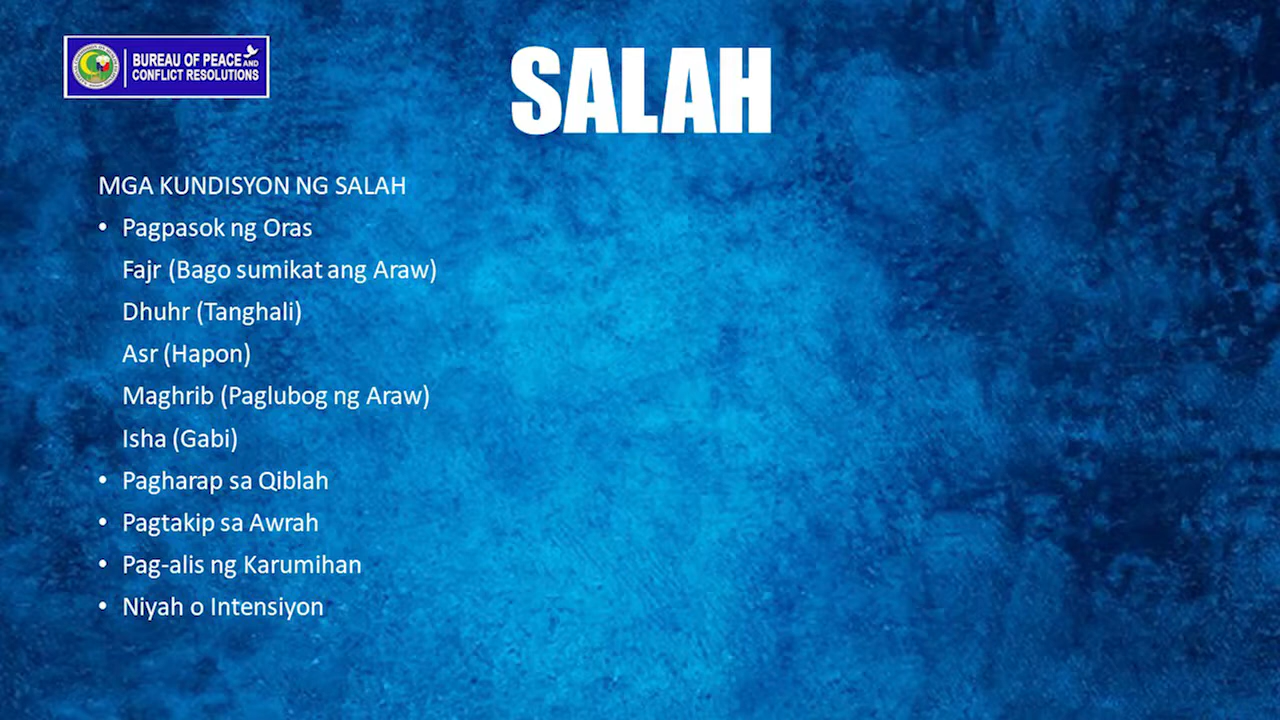 BUREAU OF PEACE AND
CONFLICT RESOLUTIONS
SALAH
MGA KUNDISYON NG SALAH
• Pagpasok ng Oras
Fajr (Bago sumikat ang Araw)
Dhuhr (Tanghali)
Asr (Hapon)
Maghrib (Paglubog ng Araw)
Isha (Gabi)
• Pagharap sa Qiblah
• Pagtakip sa Awrah
• Pag-alis ng Karumihan
• Niyah o Intensiyon